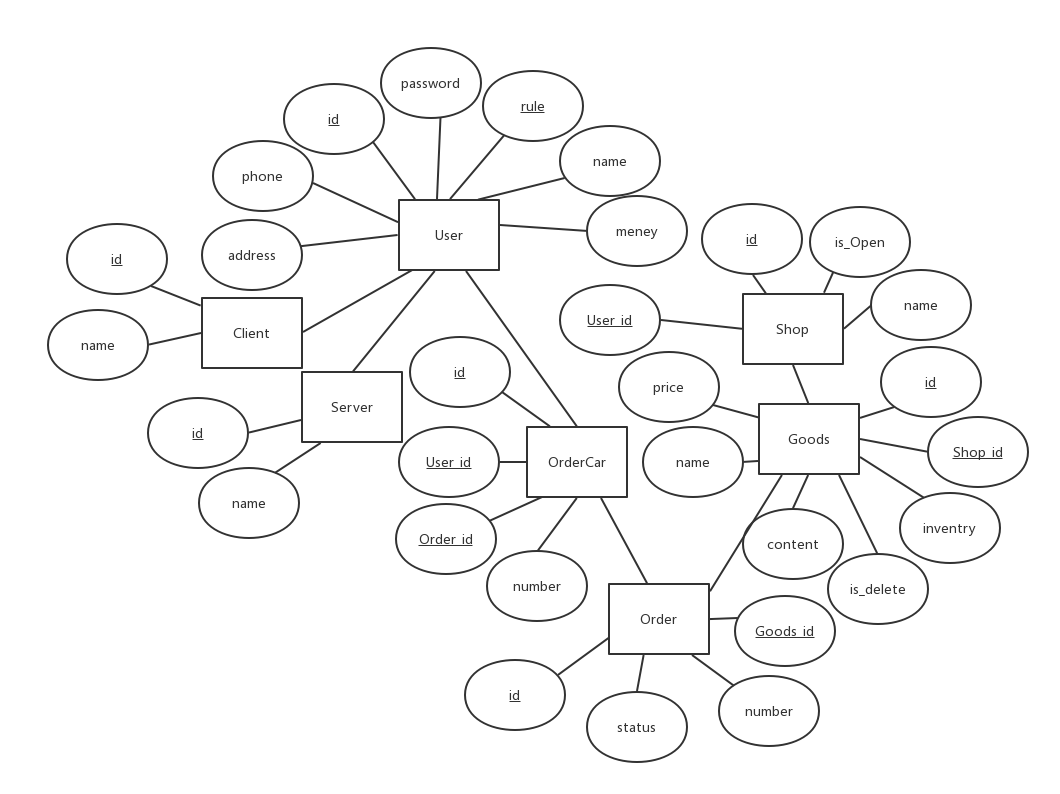 password
rule
id
name
phone
User
meney
address
id
is_Open
id
name
User_id
Shop
Client
name
id
price
id
Server
Goods
id
User_id
OrderCar
name
Shop_id
name
Order_id
inventry
content
number
is_delete
Order
Goods_id
id
status
number